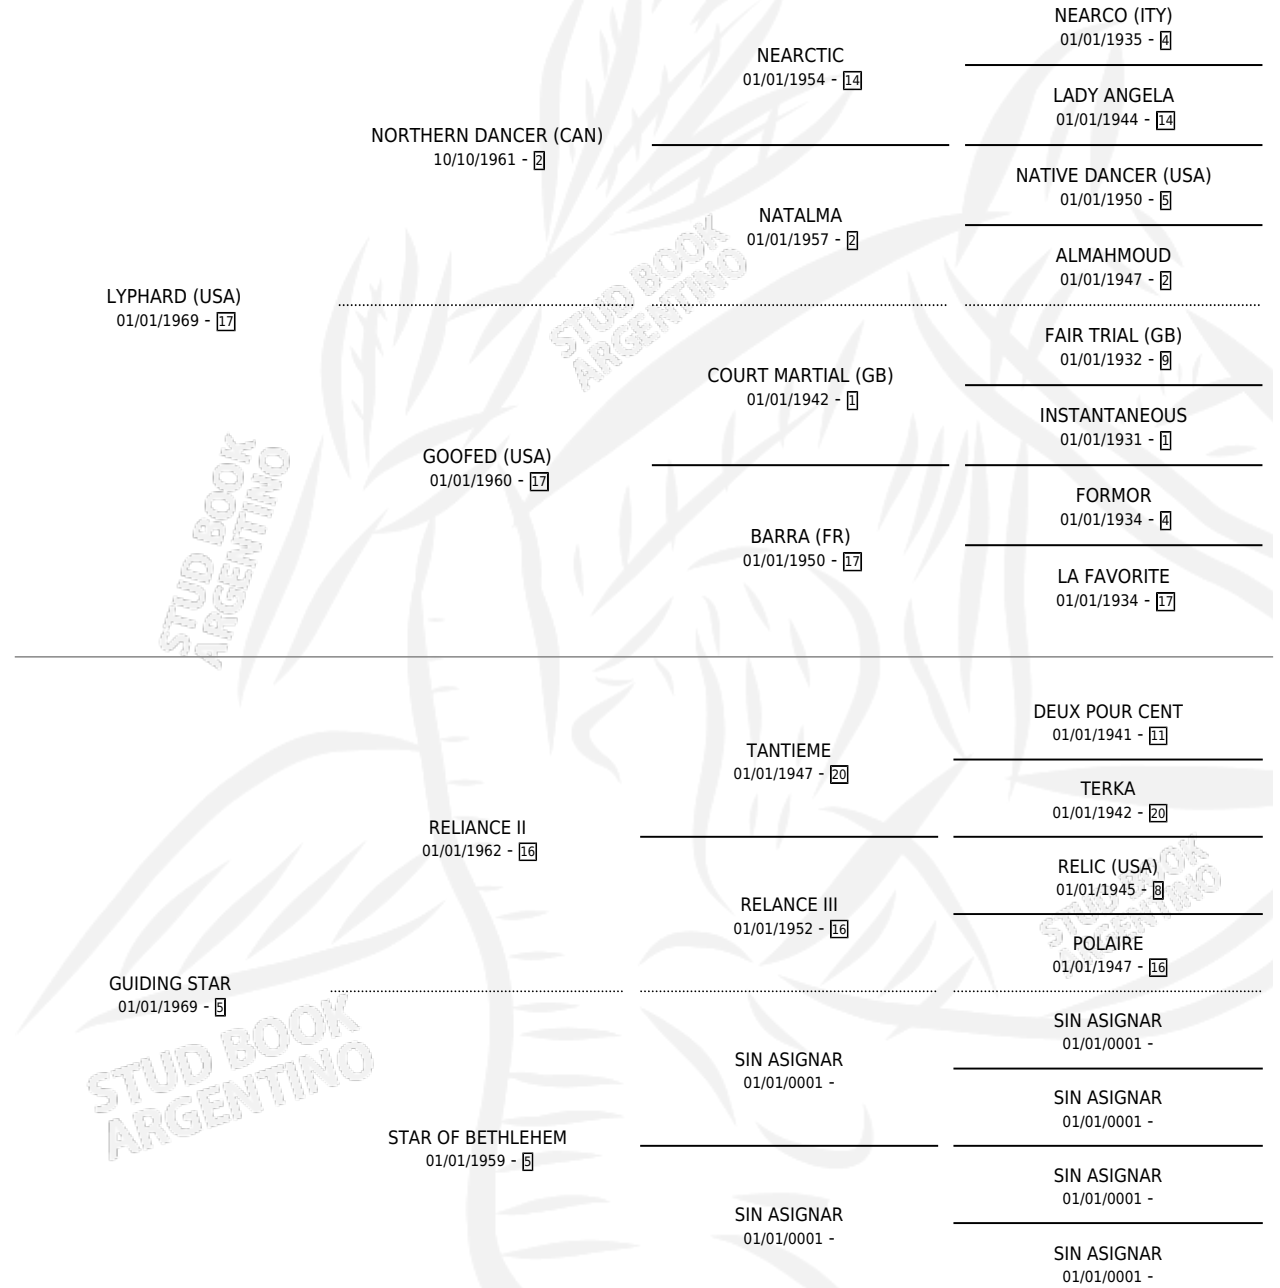 NEARCO (ITY)
01/01/1935 - 4
NEARCTIC
01/01/1954 - 14
LADY ANGELA
01/01/1944 - 14
NORTHERN DANCER (CAN)
10/10/1961 - 2
NATIVE DANCER (USA)
01/01/1950 - 5
NATALMA
01/01/1957 - 2
ALMAHMOUD
01/01/1947 - 2
LYPHARD (USA)
01/01/1969 - 17
STUD BOOK
ARGENTINO
FAIR TRIAL (GB)
01/01/1932 - 9
COURT MARTIAL (GB)
01/01/1942 - 1
INSTANTANEOUS
01/01/1931 - 1
GOOFED (USA)
01/01/1960 - 17
FORMOR
01/01/1934 - 4
BARRA (FR)
01/01/1950 - 17
LA FAVORITE
01/01/1934 - 17
STUD BOOK
ARGENTINO
DEUX POUR CENT
01/01/1941 - 11
TANTIEME
01/01/1947 - 20
TERKA
01/01/1942 - 20
RELIANCE II
01/01/1962 - 16
RELIC (USA)
01/01/1945 - 8
RELANCE III
01/01/1952 - 16
POLAIRE
01/01/1947 - 16
STUD BOOK
ARGENTINO
GUIDING STAR
01/01/1969 - 5
SIN ASIGNAR
01/01/0001 -
SIN ASIGNAR
01/01/0001 -
SIN ASIGNAR
01/01/0001 -
STUD BOOK
ARGENTINO
STAR OF BETHLEHEM
01/01/1959 - 5
SIN ASIGNAR
01/01/0001 -
SIN ASIGNAR
01/01/0001 -
SIN ASIGNAR
01/01/0001 -